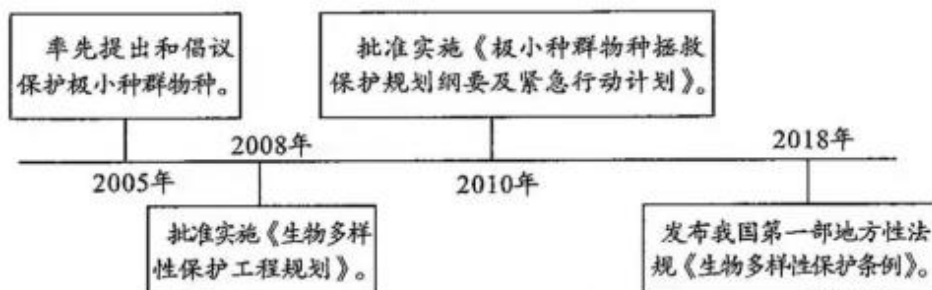 率先提出和倡议
保护极小种群物种。
批准实施《极小种群物种拯救
保护规划纲要及紧急行动计划》。
2008年
2018年
2005年
2010年
批准实施《生物多样
性保护工程规划》。
发布我国第一部地方性法
规《生物多样性保护条例》。